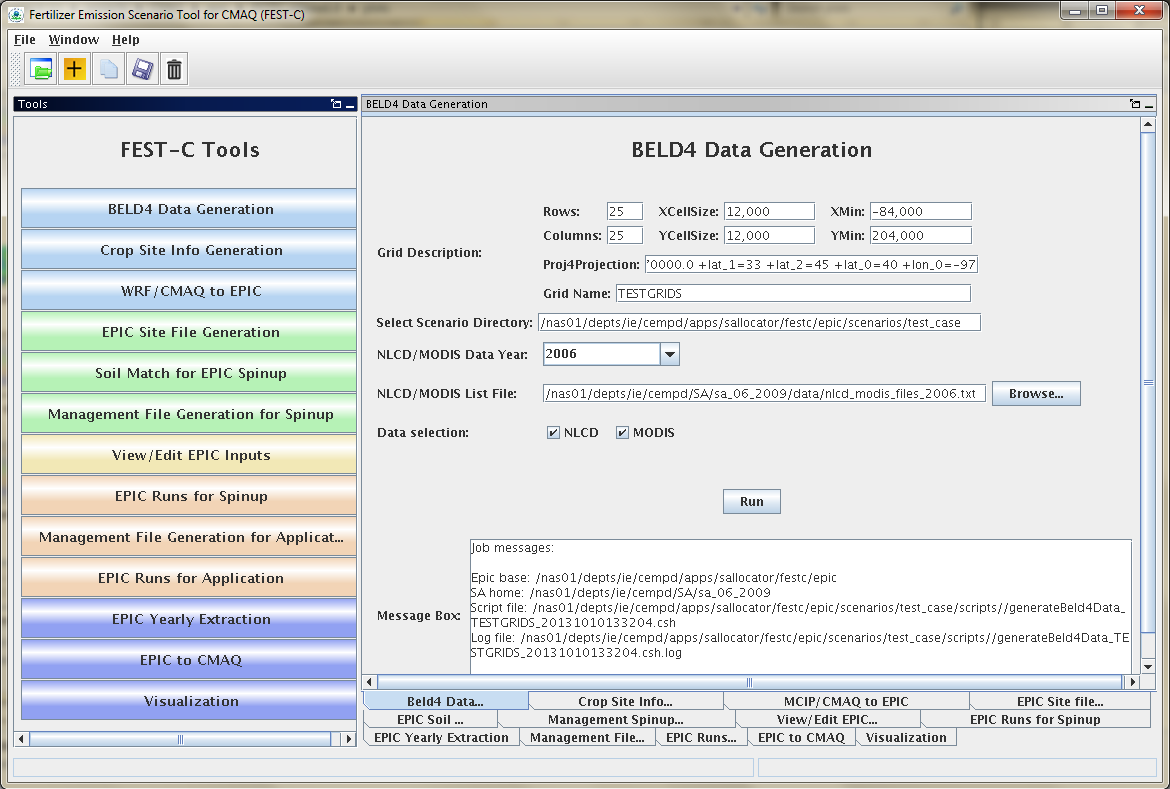 Fertilizer Emission Scenario Tool for CMAQ (FEST-C)
File Window Help
Tools
FEST-C Tools
BELD4 Data Generation
Crop Site Info Generation
WRF/CMAQ to EPIC
EPIC Site File Generation
Soil Match for EPIC Spinup
Management File Generation for Spinup
View/Edit EPIC Inputs
EPIC Runs for Spinup
Management File Generation for Applicat...
EPIC Runs for Application
EPIC Yearly Extraction
EPIC to CMAQ
Visualization
BELD4 Data Generation
BELD4 Data Generation
Grid Description:
Rows: 25 XCellSize: 12,000 XMin: -84,000
Columns: 25 YCellSize: 12,000 YMin: 204,000
Proj4Projection: '0000.0 +lat_1=33 +lat_2=45 +lat_0=40 +lon_0=-97
Grid Name: TESTGRIDS
Select Scenario Directory: /nas01/depts/ie/cempd/apps/sallocator/festc/epic/scenarios/test_case
NLCD/MODIS Data Year: 2006
NLCD/MODIS List File: /nas01/depts/ie/cempd/SA/sa_06_2009/data/nlcd_modis_files_2006.txt Browse...
Data selection: NLCD MODIS
Run
Message Box:
Job messages:
Epic base: /nas01/depts/ie/cempd/apps/sallocator/festc/epic
SA home: /nas01/depts/ie/cempd/SA/sa_06_2009
Script file: /nas01/depts/ie/cempd/apps/sallocator/festc/epic/scenarios/test_case/scripts//generateBeld4Data_
TESTGRIDS_20131010133204.csh
Log file: /nas01/depts/ie/cempd/apps/sallocator/festc/epic/scenarios/test_case/scripts//generateBeld4Data_TE
STGRIDS_20131010133204.csh.log
Beld4 Data... Crop Site Info... MCIP/CMAQ to EPIC EPIC Site file...
EPIC Soil ... Management Spinup... View/Edit EPIC... EPIC Runs for Spinup
EPIC Yearly Extraction Management File... EPIC Runs... EPIC to CMAQ Visualization